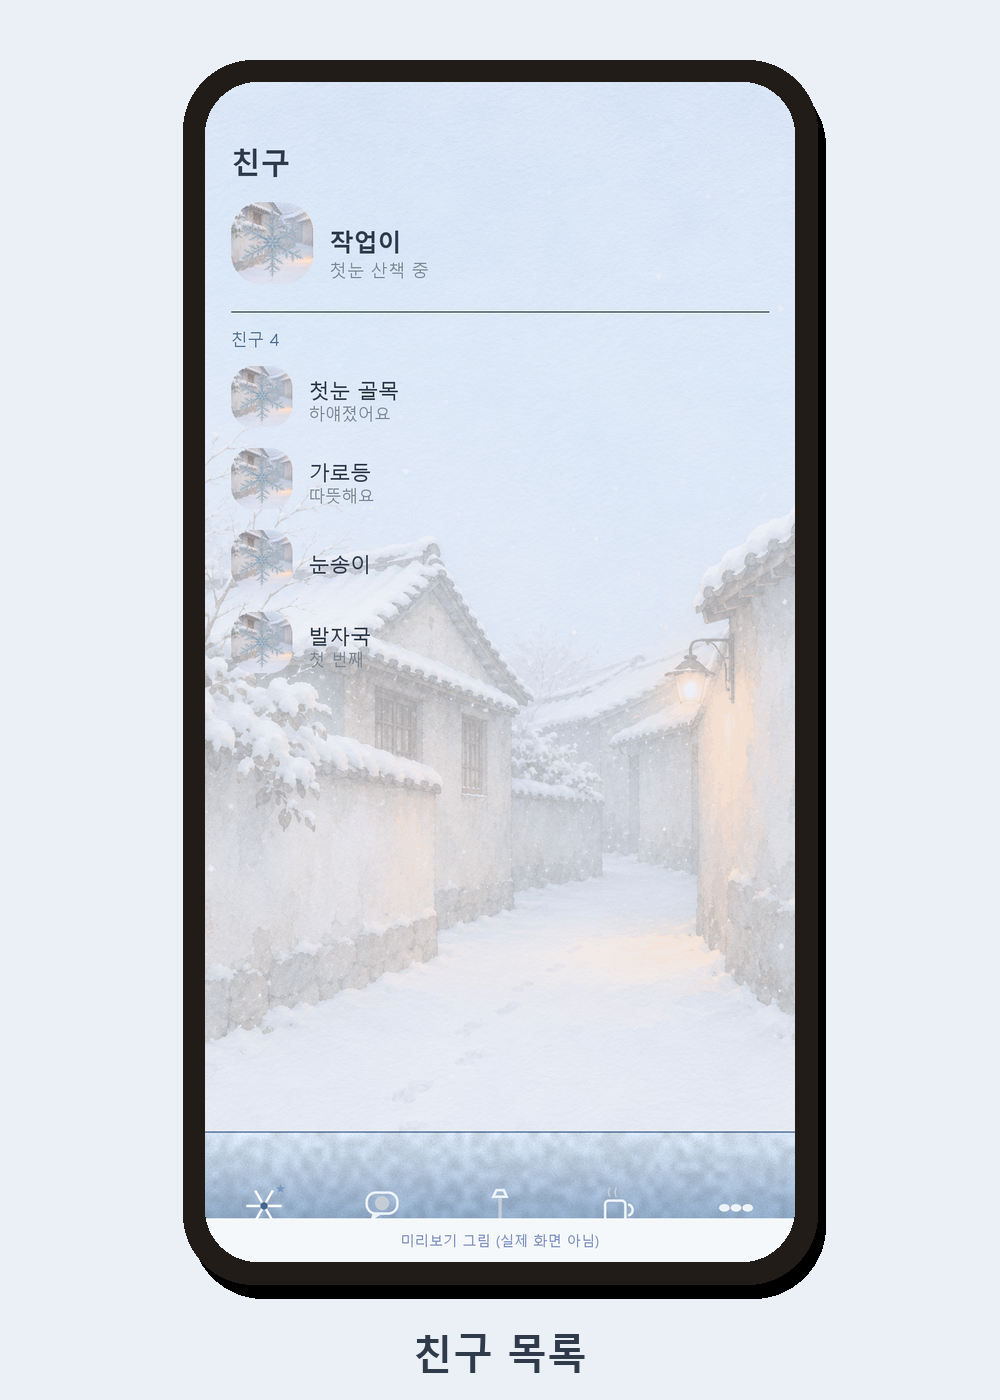 친구
작업이
첫눈 산책 중
친구 4
첫눈 골목
하얘졌어요
가로등
따뜻해요
눈송이
발자국
첫 번째
미리보기 그림 (실제 화면 아님)
친구 목록